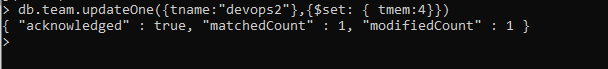 > db.team.updateOne({tname:"devops2"},{$set: { tmem:4}})
{ "acknowledged" : true, "matchedCount" : 1, "modifiedCount" : 1 }
>